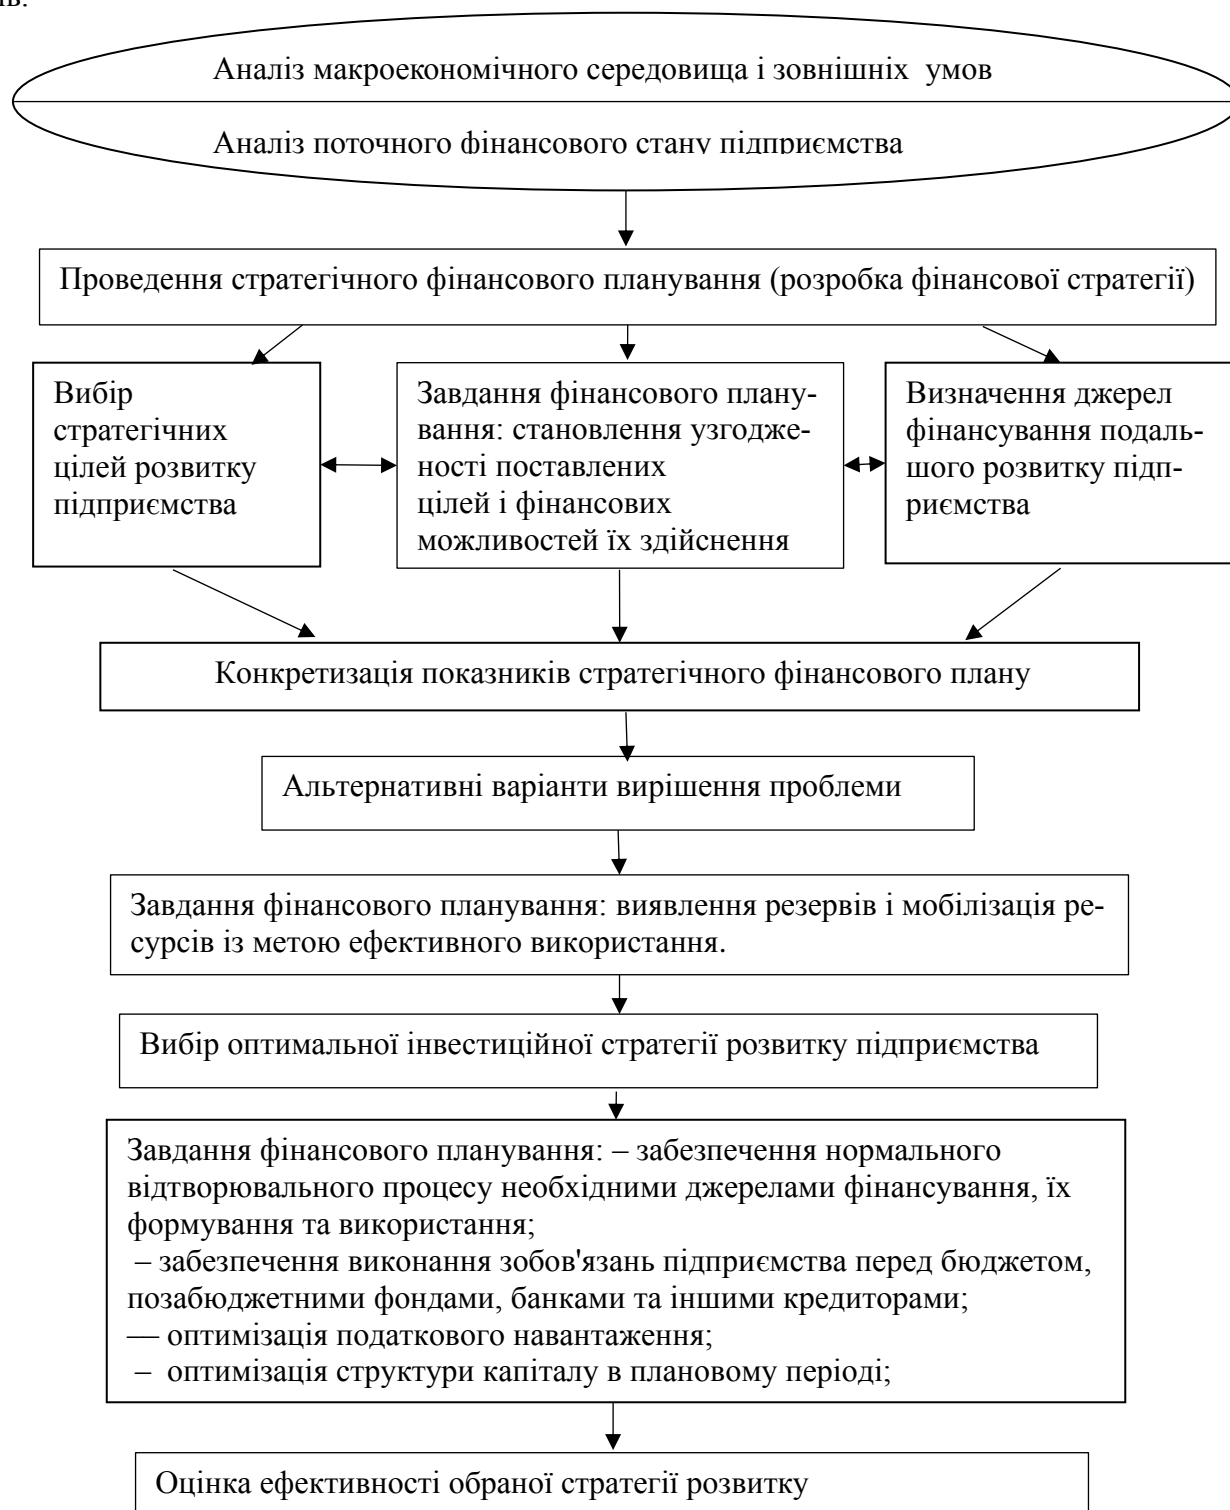 Аналіз макроекономічного середовища і зовнішніх умов
Аналіз поточного фінансового стану підприємства
Проведення стратегічного фінансового планування (розробка фінансової стратегії)
Вибір
стратегічних
цілей розвитку
підприємства
Завдання фінансового плану-
вання: становлення узгодже-
ності поставлених
цілей і фінансових
можливостей їх здійснення
Визначення джерел
фінансування подаль-
шого розвитку підп-
риємства
Конкретизація показників стратегічного фінансового плану
Альтернативні варіанти вирішення проблеми
Завдання фінансового планування: виявлення резервів і мобілізація ре-
сурсів із метою ефективного використання.
Вибір оптимальної інвестиційної стратегії розвитку підприємства
Завдання фінансового планування: – забезпечення нормального
відтворювального процесу необхідними джерелами фінансування, їх
формування та використання;
– забезпечення виконання зобов'язань підприємства перед бюджетом,
позабюджетними фондами, банками та іншими кредиторами;
— оптимізація податкового навантаження;
– оптимізація структури капіталу в плановому періоді;
Оцінка ефективності обраної стратегії розвитку